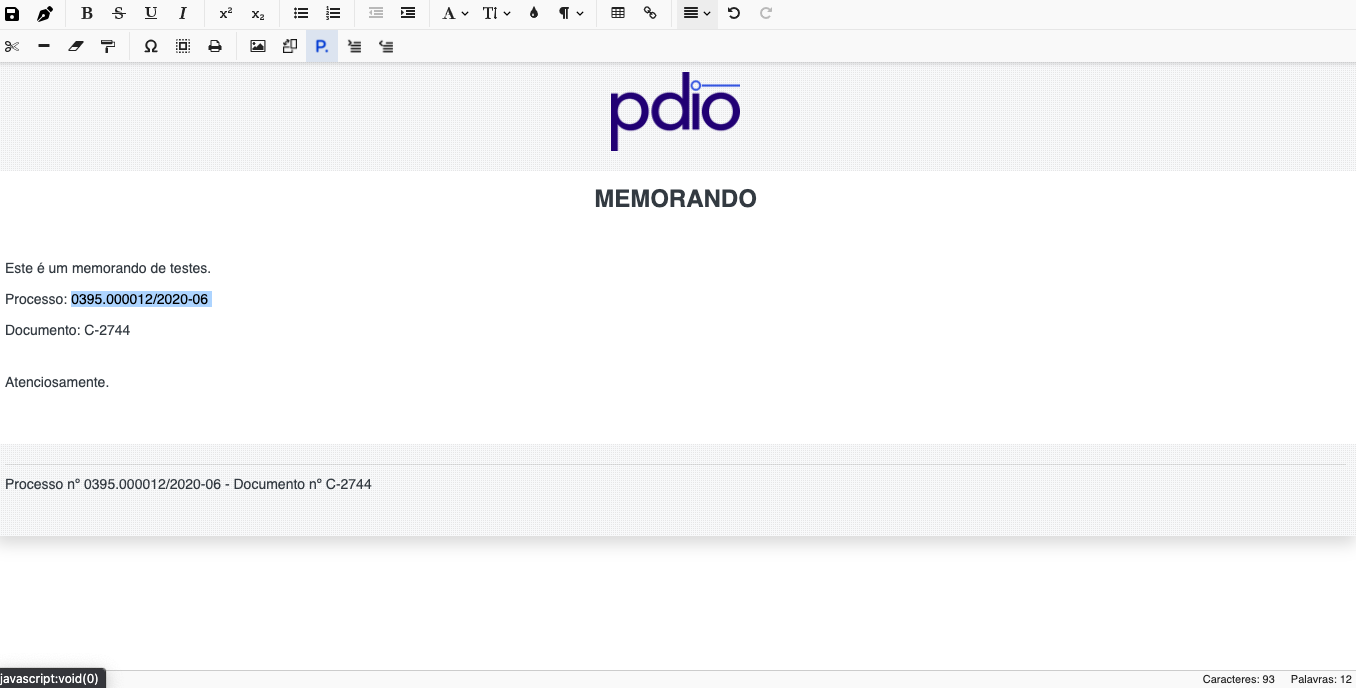 B S U I x² x₂ A TI ¶
Ω P.
pdio
MEMORANDO
Este é um memorando de testes.
Processo: 0395.000012/2020-06
Documento: C-2744
Atenciosamente.
Processo nº 0395.000012/2020-06 - Documento nº C-2744
javascript:void(0)
Caracteres: 93 Palavras: 12